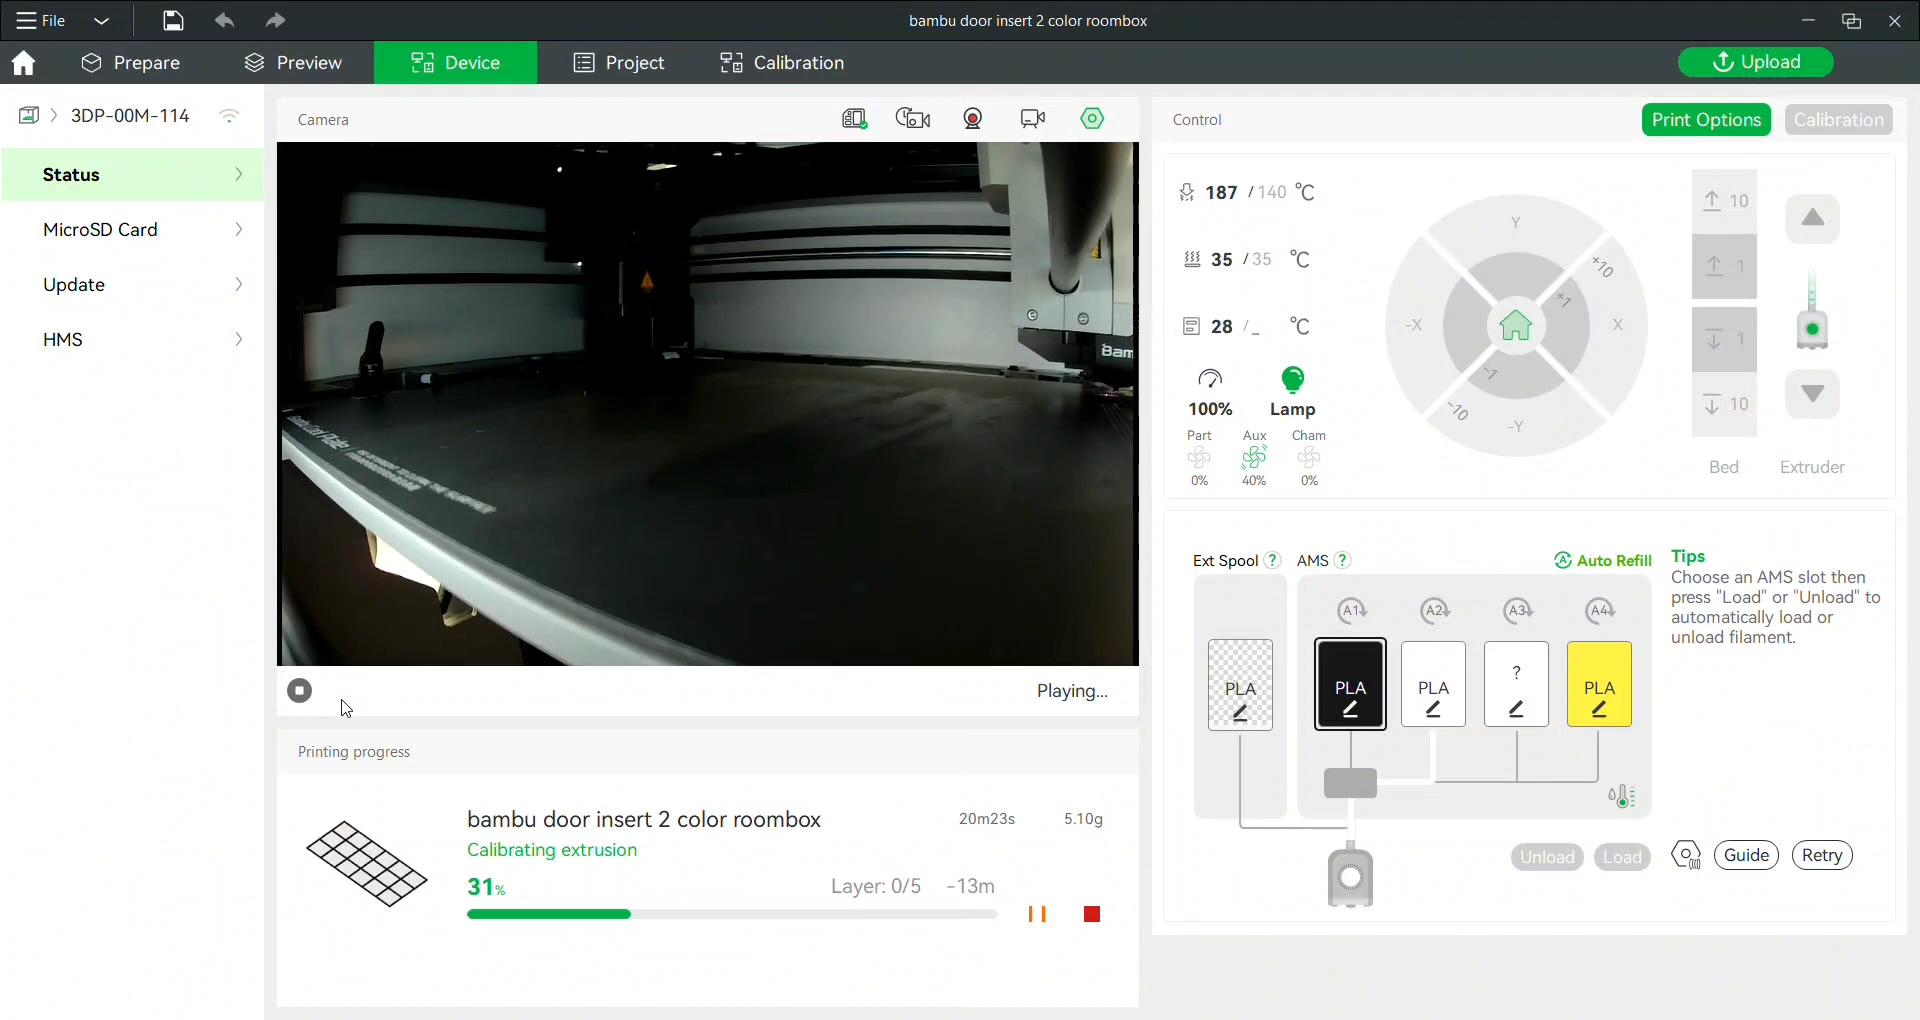 File
bambu door insert 2 color roombox
Prepare
Preview
Device
Project
Calibration
Upload
3DP-00M-114
Status
MicroSD Card
Update
HMS
Camera
Bam
Bambu Cool Plate
Playing...
Printing progress
bambu door insert 2 color roombox
20m23s
5.10g
Calibrating extrusion
31%
Layer: 0/5
-13m
Control
Print Options
Calibration
187 /140 °C
35 /35 °C
28 /_ °C
100%
Lamp
Part
Aux
Cham
0%
40%
0%
Y
+10
+1
-X
X
-1
-10
-Y
10
1
1
10
Bed
Extruder
Ext Spool ?
AMS ?
A Auto Refill
A1
A2
A3
A4
PLA
PLA
PLA
?
PLA
Tips
Choose an AMS slot then
press "Load" or "Unload" to
automatically load or
unload filament.
Unload
Load
Guide
Retry